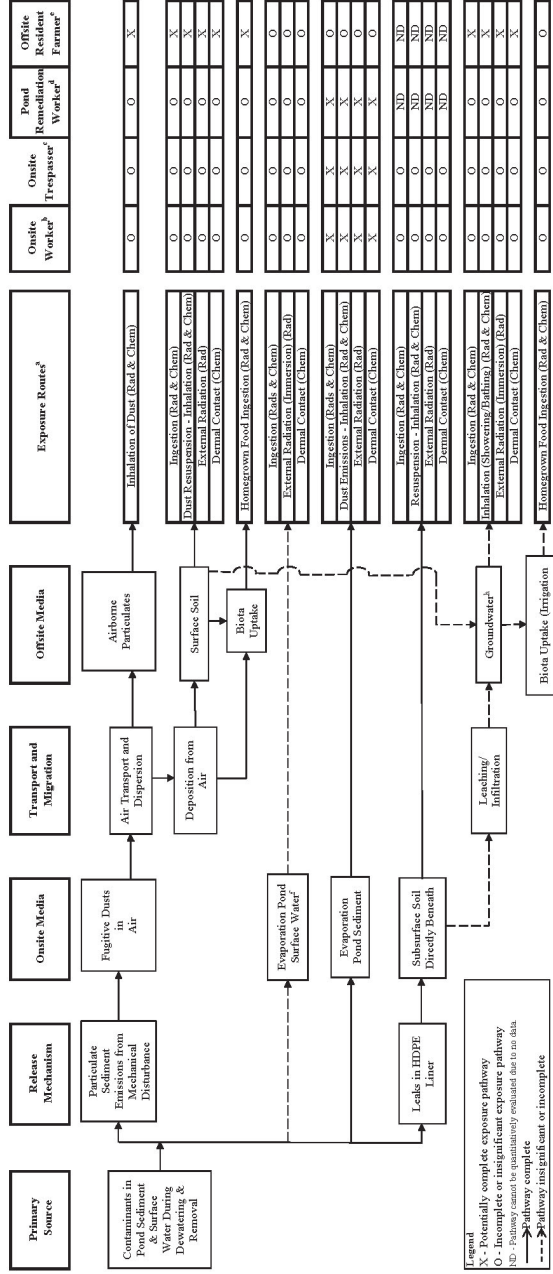 Primary
Source
Release
Mechanism
Onsite Media
Transport and
Migration
Offsite Media
Exposure Routesᵃ
Onsite
Workerᵇ
Onsite
Trespasserᶜ
Pond
Remediation
Workerᵈ
Offsite
Resident
Farmerᵉ
Contaminants in
Pond Sediment
& Surface
Water During
Dewatering &
Removal
Particulate
Sediment
Emissions from
Mechanical
Disturbance
Fugitive Dusts
in
Air
Air Transport and
Dispersion
Airborne
Particulates
Inhalation of Dust (Rad & Chem) O O O X
Deposition from
Air
Surface Soil
Ingestion (Rad & Chem) O O O X
Dust Resuspension - Inhalation (Rad & Chem) O O O X
External Radiation (Rad) O O O X
Dermal Contact (Chem) O O O X
Biota
Uptake
Homegrown Food Ingestion (Rad & Chem) O O O X
Evaporation Pond
Surface Waterᶠ
Ingestion (Rads & Chem) O O O O
External Radiation (Immersion) (Rad) O O O O
Dermal Contact (Chem) O O O O
Evaporation
Pond Sediment
Ingestion (Rads & Chem) X X X O
Dust Emissions - Inhalation (Rad & Chem) X X X O
External Radiation (Rad) X X X O
Dermal Contact (Chem) X X X O
Leaks in HDPE
Liner
Subsurface Soil
Directly Beneath
Ingestion (Rad & Chem) O O ND ND
Resuspension - Inhalation (Rad & Chem) O O ND ND
External Radiation (Rad) O O ND ND
Dermal Contact (Chem) O O ND ND
Leaching/
Infiltration
Groundwaterʰ
Ingestion (Rad & Chem) O O O X
Inhalation (Showering/Bathing) (Rad & Chem) O O O X
External Radiation (Immersion) (Rad) O O O X
Dermal Contact (Chem) O O O X
Biota Uptake (Irrigation
Homegrown Food Ingestion (Rad & Chem) O O O O
Legend
X - Potentially complete exposure pathway
O - Incomplete or insignificant exposure pathway
ND - Pathway cannot be quantitatively evaluated due to no data.
Pathway complete
Pathway insignificant or incomplete